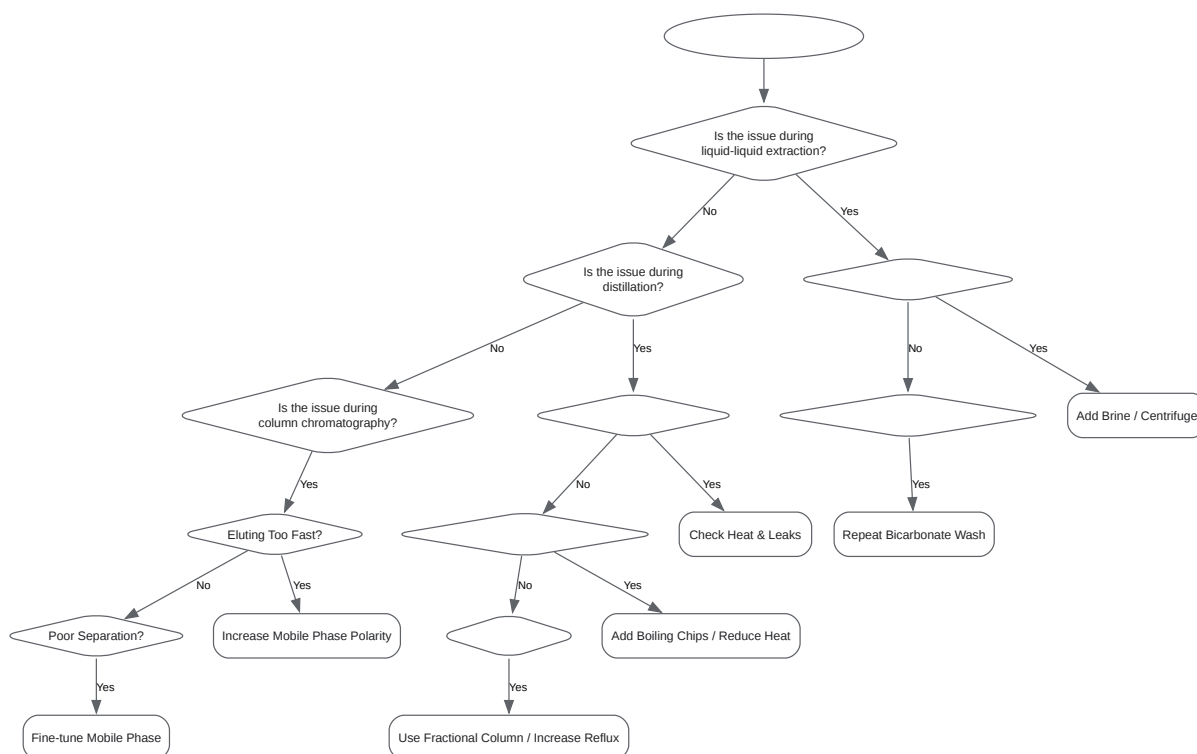 Is the issue during
liquid-liquid extraction?
No
Yes
Is the issue during
distillation?
No
Yes
No
Yes
Is the issue during
column chromatography?
Add Brine / Centrifuge
Yes
No
Yes
Yes
Eluting Too Fast?
Check Heat & Leaks
Repeat Bicarbonate Wash
No
Yes
No
Yes
Poor Separation?
Increase Mobile Phase Polarity
Add Boiling Chips / Reduce Heat
Yes
Yes
Fine-tune Mobile Phase
Use Fractional Column / Increase Reflux